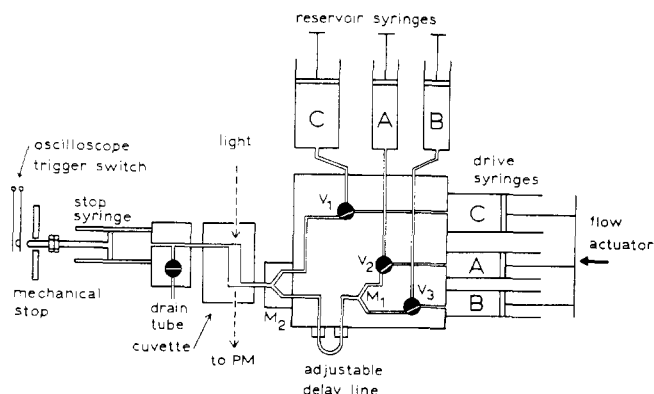 reservoir syringes
C
A
B
oscilloscope
trigger switch
light
drive
syringes
stop
syringe
V1
C
flow
actuator
V2
A
V3
M1
B
mechanical
stop
drain
tube
M2
cuvette
to PM
adjustable
delay line